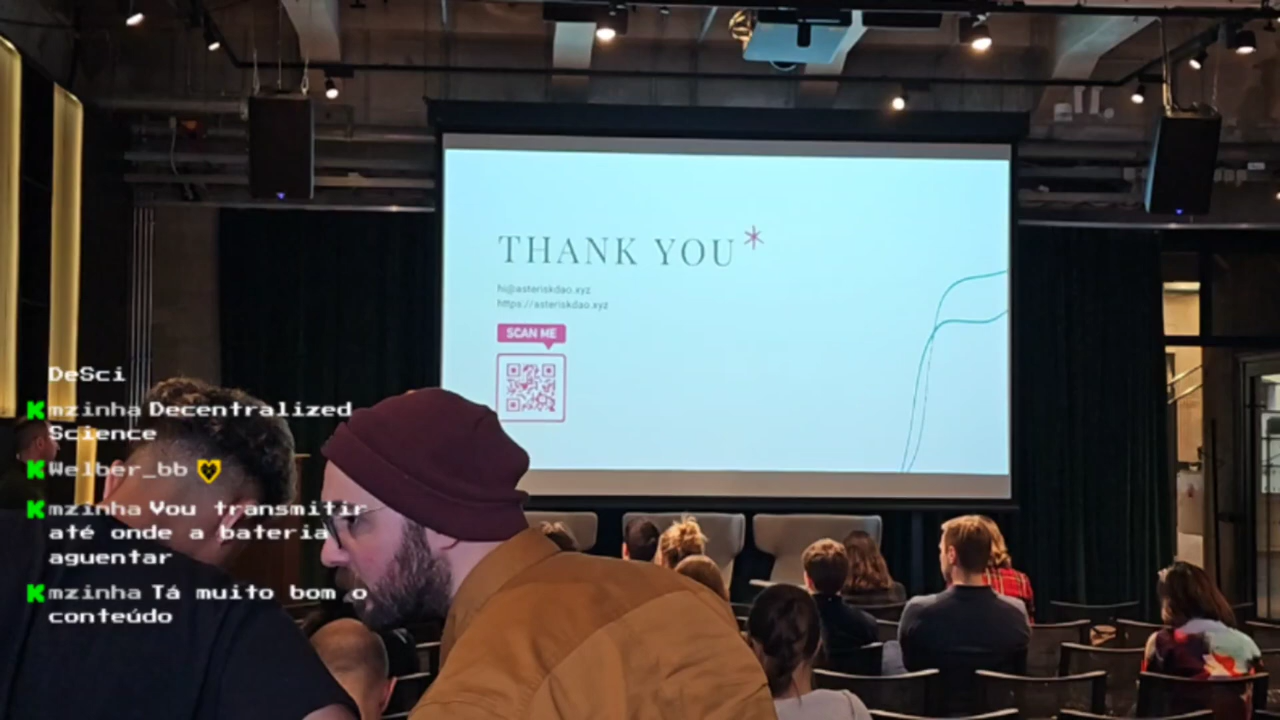 THANK YOU*
hi@asteriskdao.xyz
https://asteriskdao.xyz
SCAN ME
DeSci
mzinha Decentralized
Science
Welber_bb
mzinha Vou transmitir
até onde a bateria
aguentar
mzinha Tá muito bom o
conteúdo